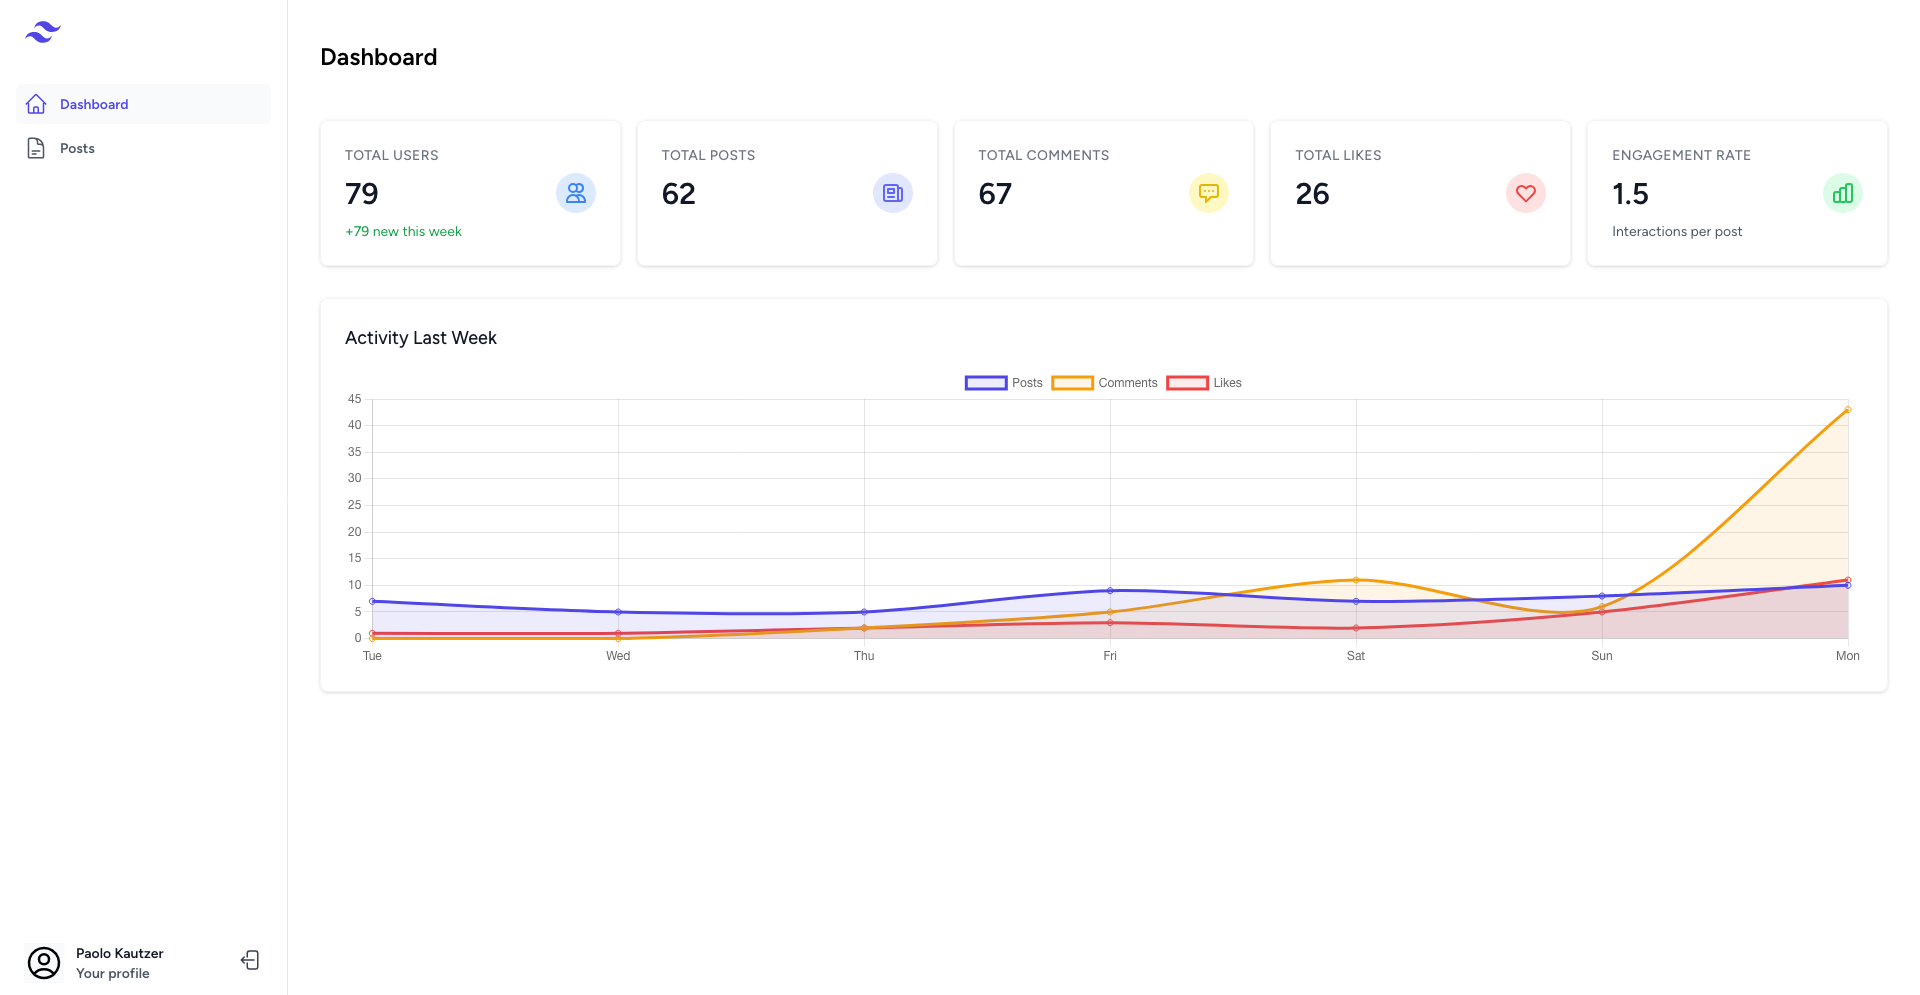 Dashboard
Posts
Paolo Kautzer
Your profile
Dashboard
TOTAL USERS
79
+79 new this week
TOTAL POSTS
62
TOTAL COMMENTS
67
TOTAL LIKES
26
ENGAGEMENT RATE
1.5
Interactions per post
Activity Last Week
Posts Comments Likes
45
40
35
30
25
20
15
10
5
0
Tue Wed Thu Fri Sat Sun Mon